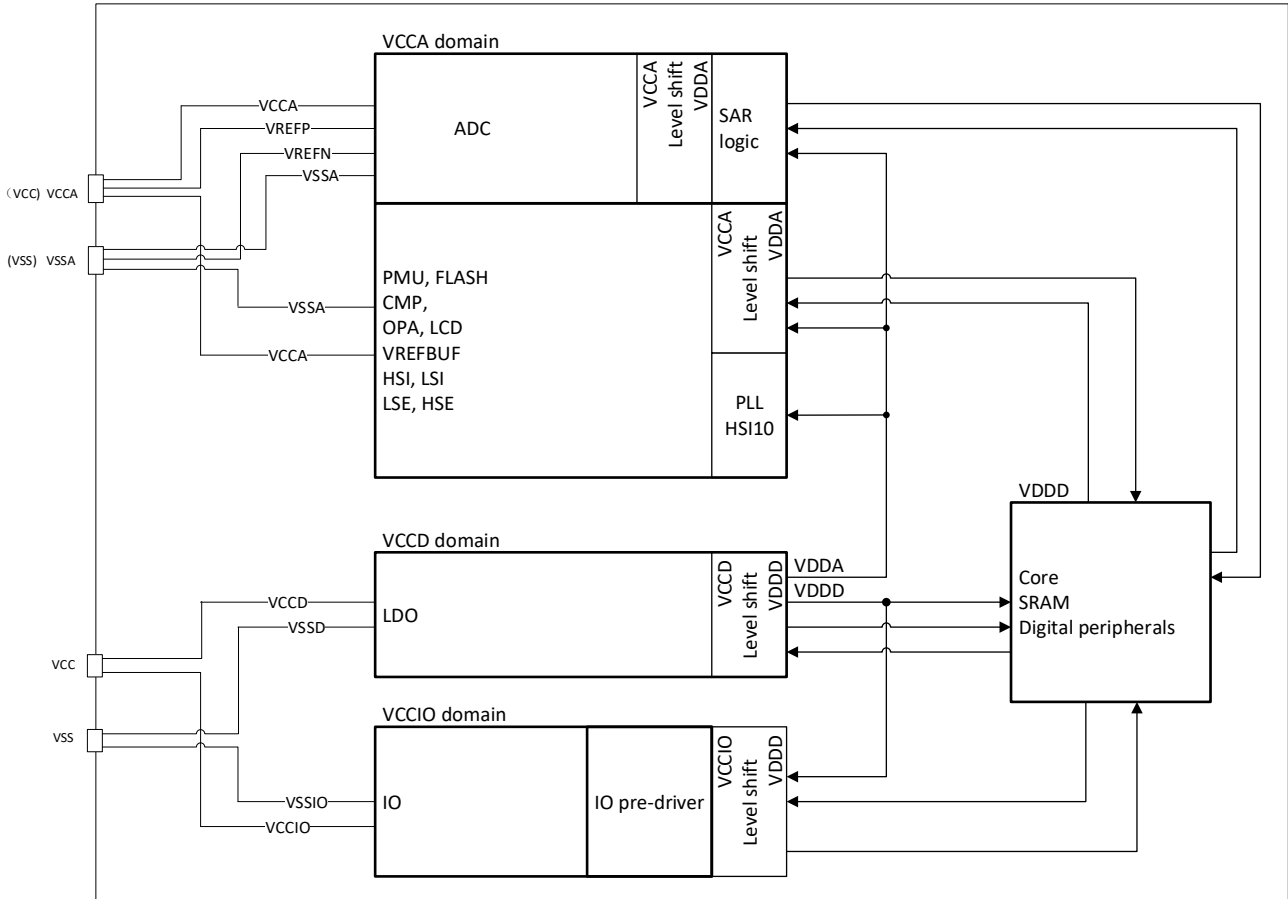 VCCA domain
VCCA
VREFP
VREFN
VSSA
ADC
VCCA
Level shift
VDDA
SAR
logic
（VCC) VCCA
(VSS) VSSA
VSSA
VCCA
PMU, FLASH
CMP,
OPA, LCD
VREFBUF
HSI, LSI
LSE, HSE
VCCA
Level shift
VDDA
PLL
HSI10
VDDD
Core
SRAM
Digital peripherals
VCCD domain
VCCD
VSSD
LDO
VCCD
Level shift
VDDD
VDDA
VDDD
VCC
VSS
VCCIO domain
VSSIO
VCCIO
IO
IO pre-driver
VCCIO
Level shift
VDDD